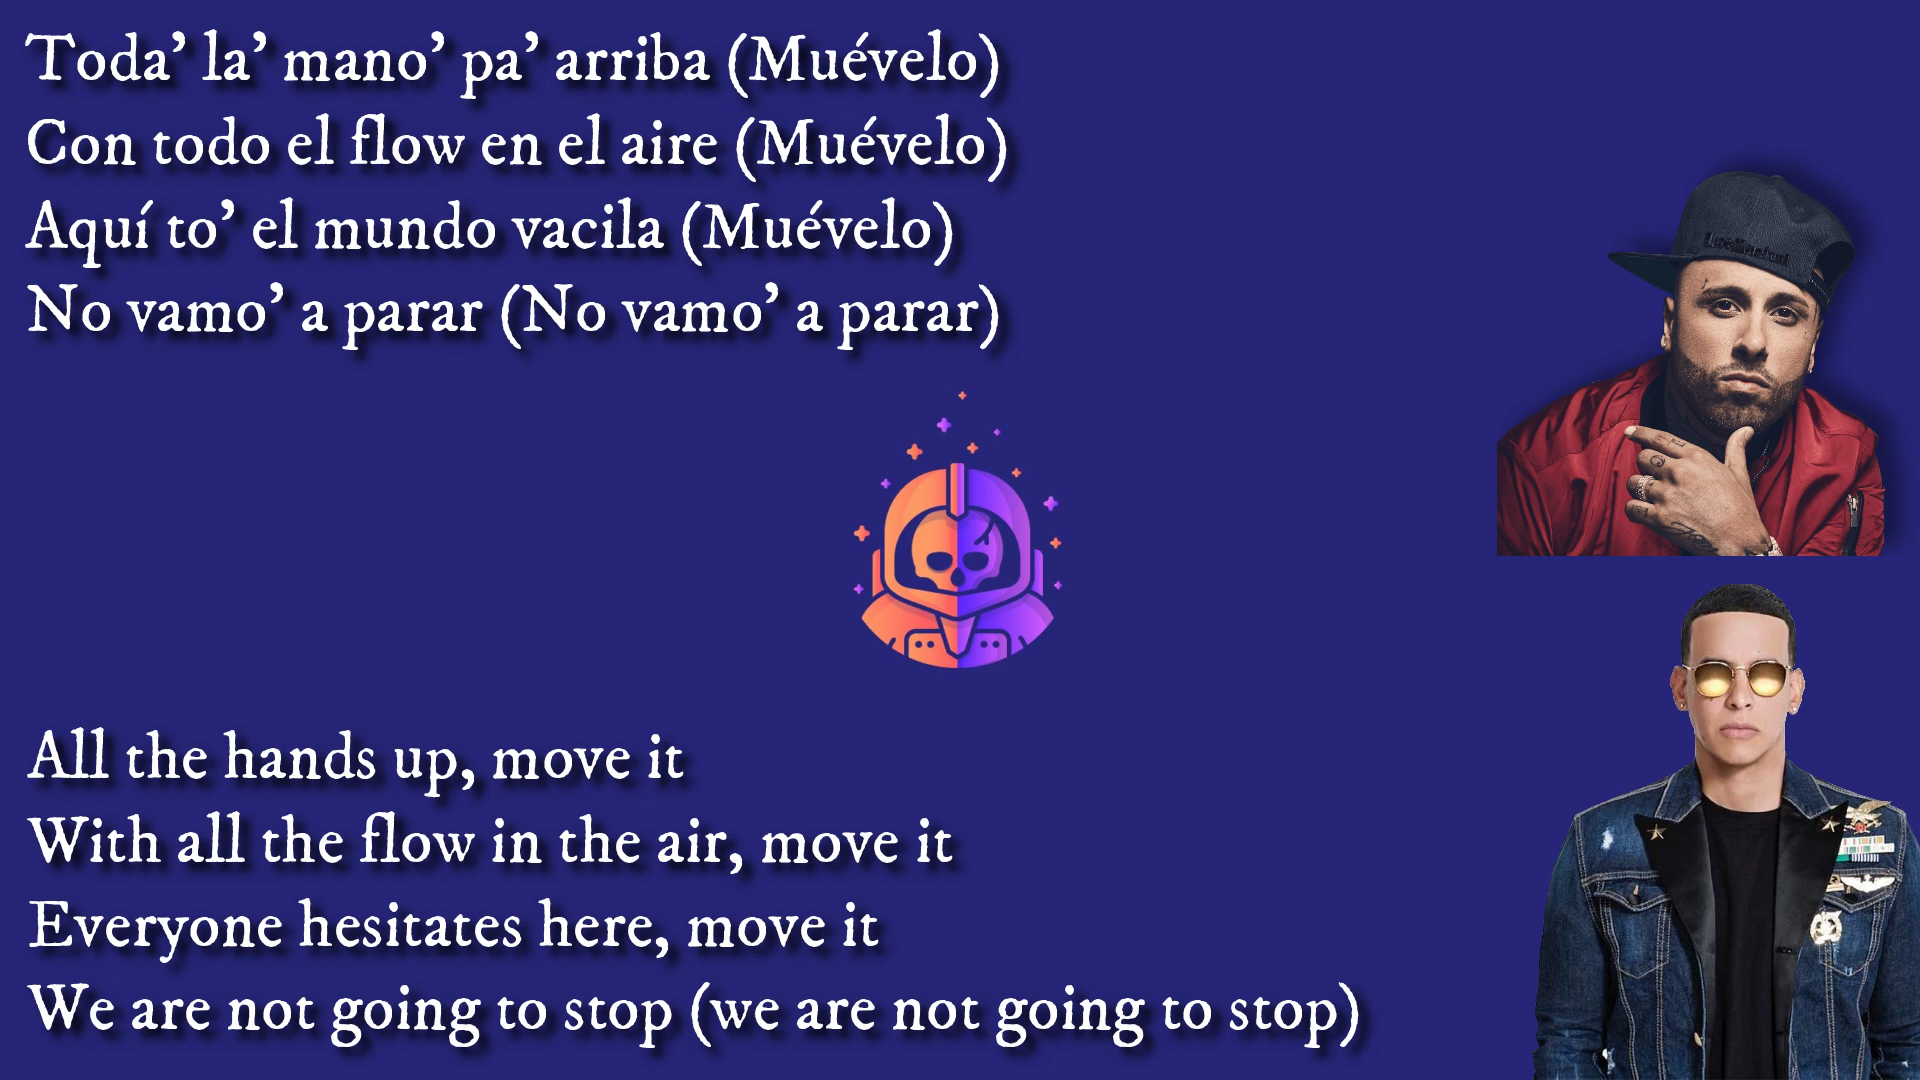 Toda’ la’ mano’ pa’ arriba (Muévelo)
Con todo el flow en el aire (Muévelo)
Aquí to’ el mundo vacila (Muévelo)
No vamo’ a parar (No vamo’ a parar)
All the hands up, move it
With all the flow in the air, move it
Everyone hesitates here, move it
We are not going to stop (we are not going to stop)